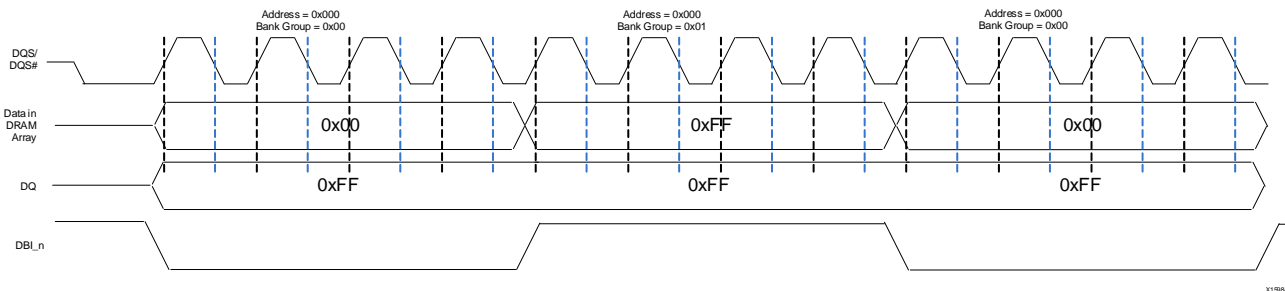 Address = 0x000
Bank Group = 0x00
Address = 0x000
Bank Group = 0x01
Address = 0x000
Bank Group = 0x00
DQS/
DQS#
Data in
DRAM
Array
0x00
0xFF
0x00
DQ
0xFF
0xFF
0xFF
DBI_n